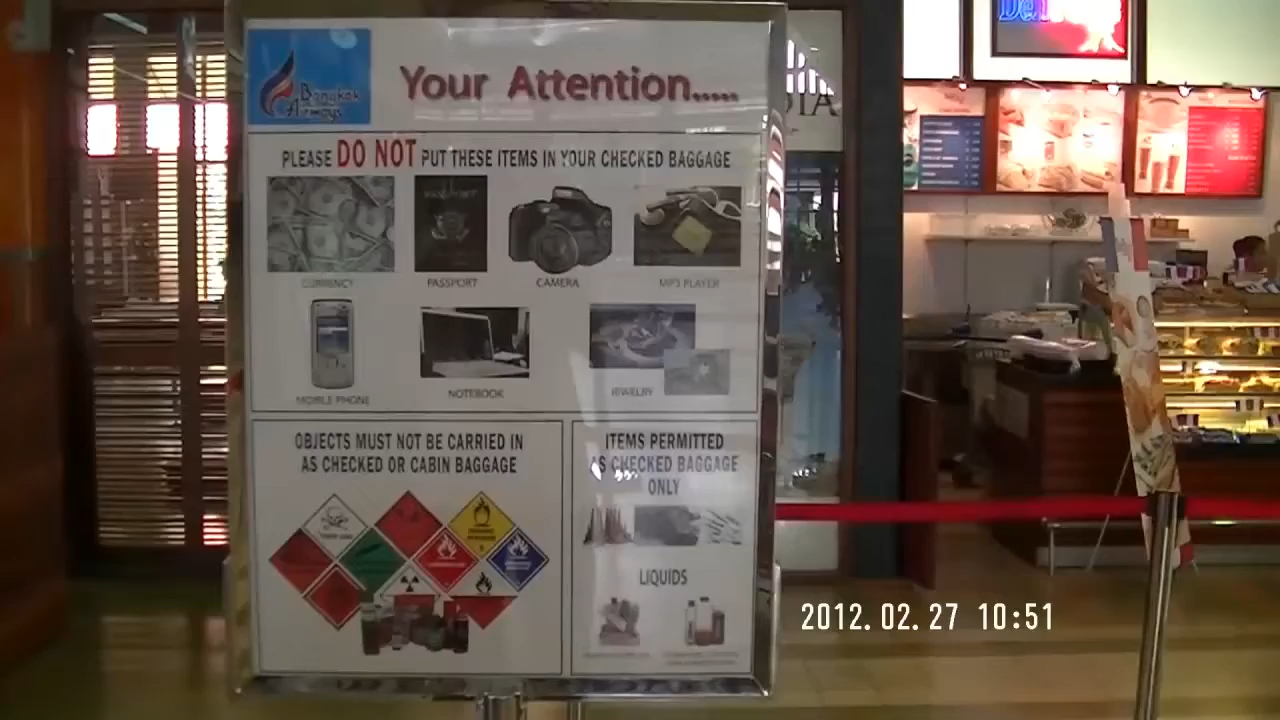 Bangkok
Airways
Your Attention.....
PLEASE DO NOT PUT THESE ITEMS IN YOUR CHECKED BAGGAGE
CURRENCY
PASSPORT
CAMERA
MP3 PLAYER
MOBILE PHONE
NOTEBOOK
JEWELRY
OBJECTS MUST NOT BE CARRIED IN
AS CHECKED OR CABIN BAGGAGE
ITEMS PERMITTED
AS CHECKED BAGGAGE
ONLY
LIQUIDS
2012.02.27 10:51